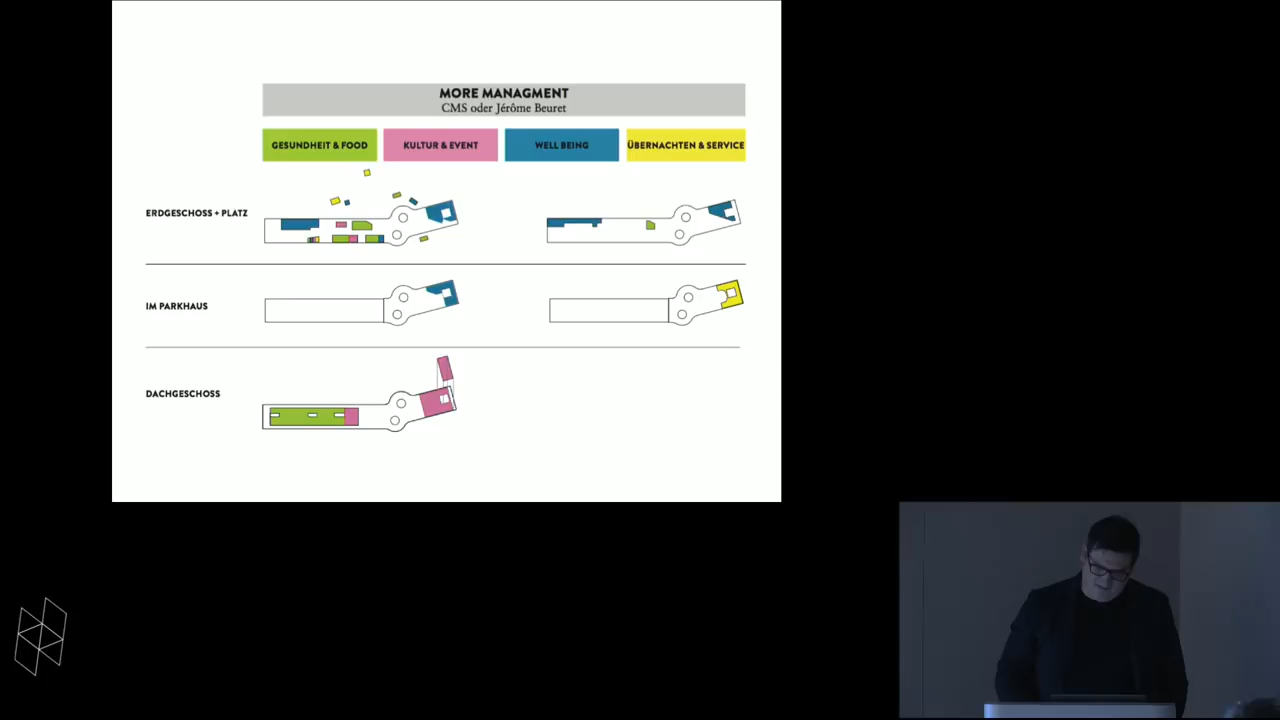 MORE MANAGMENT
CMS oder Jérôme Beuret
GESUNDHEIT & FOOD
KULTUR & EVENT
WELL BEING
ÜBERNACHTEN & SERVICE
ERDGESCHOSS + PLATZ
IM PARKHAUS
DACHGESCHOSS